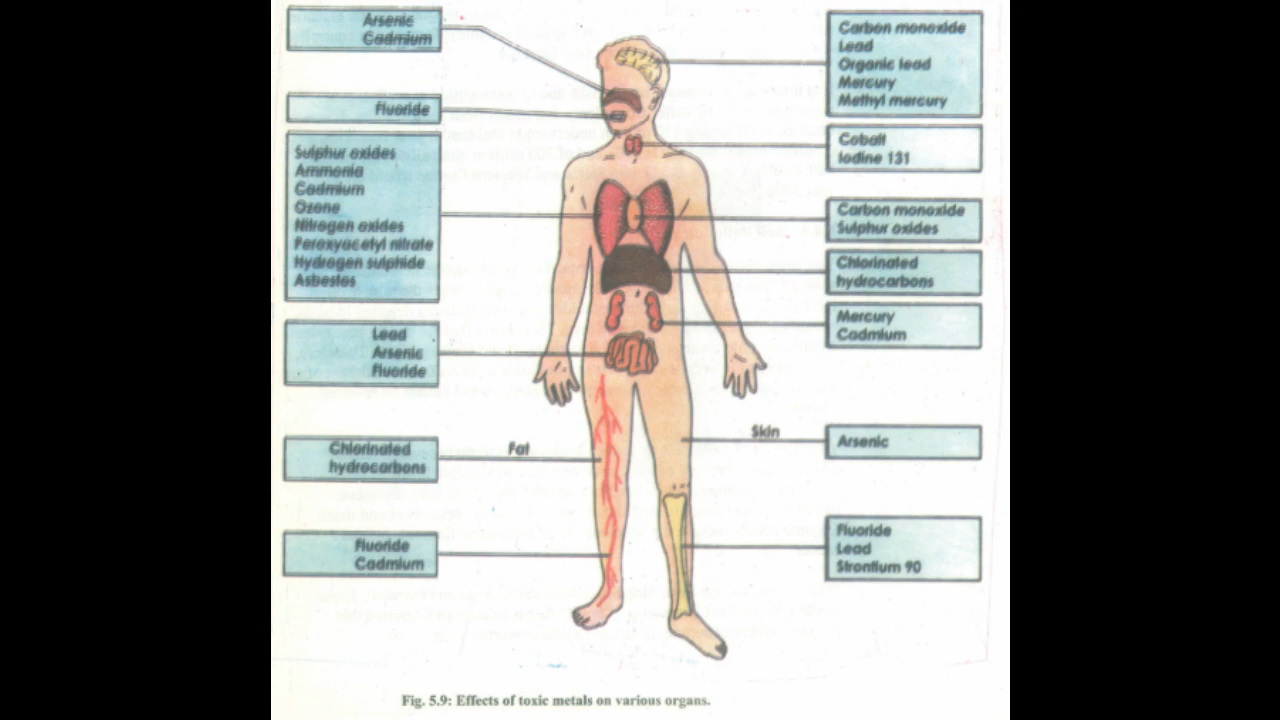 Arsenic
Cadmium
Fluoride
Sulphur oxides
Ammonia
Cadmium
Ozone
Nitrogen oxides
Peroxyacetyl nitrate
Hydrogen sulphide
Asbestos
Lead
Arsenic
Fluoride
Chlorinated
hydrocarbons
Fat
Fluoride
Cadmium
Carbon monoxide
Lead
Organic lead
Mercury
Methyl mercury
Cobalt
Iodine 131
Carbon monoxide
Sulphur oxides
Chlorinated
hydrocarbons
Mercury
Cadmium
Skin
Arsenic
Fluoride
Lead
Strontium 90
Fig. 5.9: Effects of toxic metals on various organs.